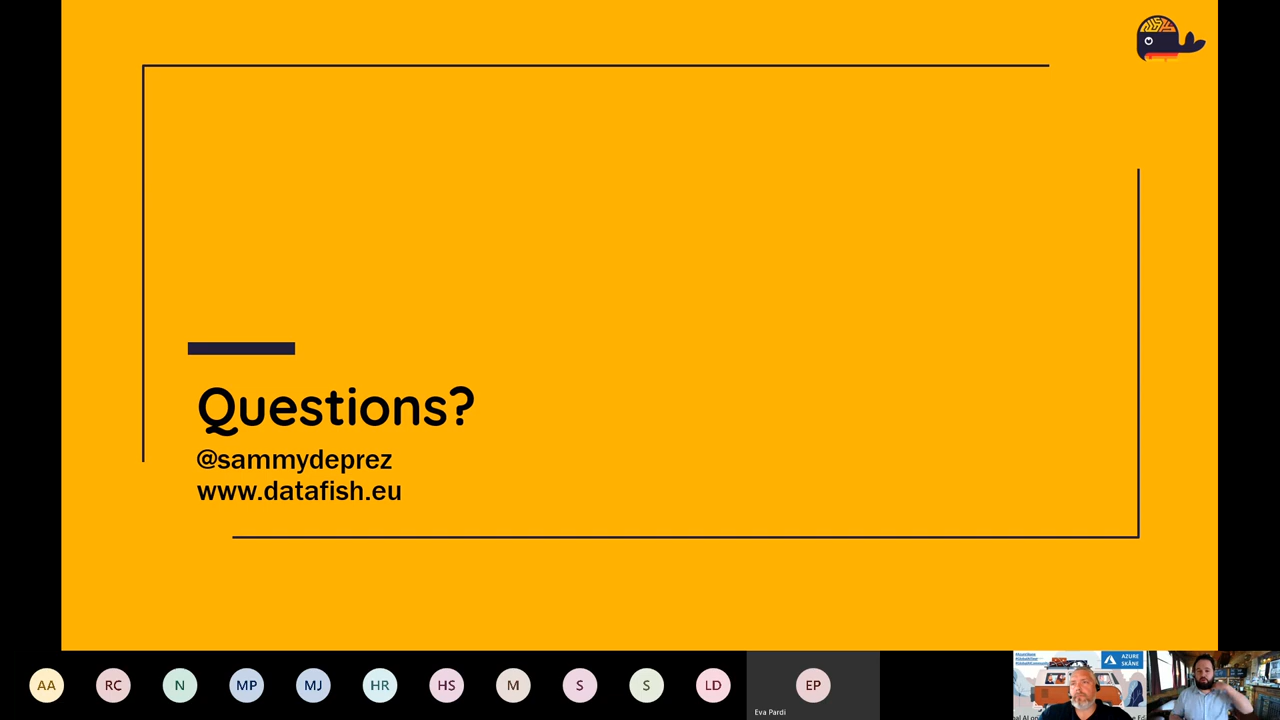 Questions?
@sammydeprez
www.datafish.eu
AA
RC
N
MP
MJ
HR
HS
M
S
S
LD
EP
Eva Pardi
AZURE
SKÅNE